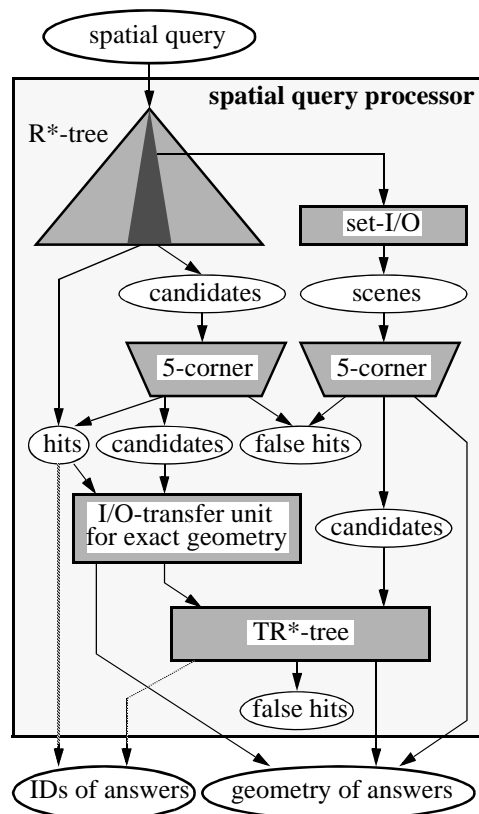 spatial query
spatial query processor
R*-tree
set-I/O
candidates
scenes
5-corner
5-corner
hits
candidates
false hits
I/O-transfer unit
for exact geometry
candidates
TR*-tree
false hits
IDs of answers
geometry of answers